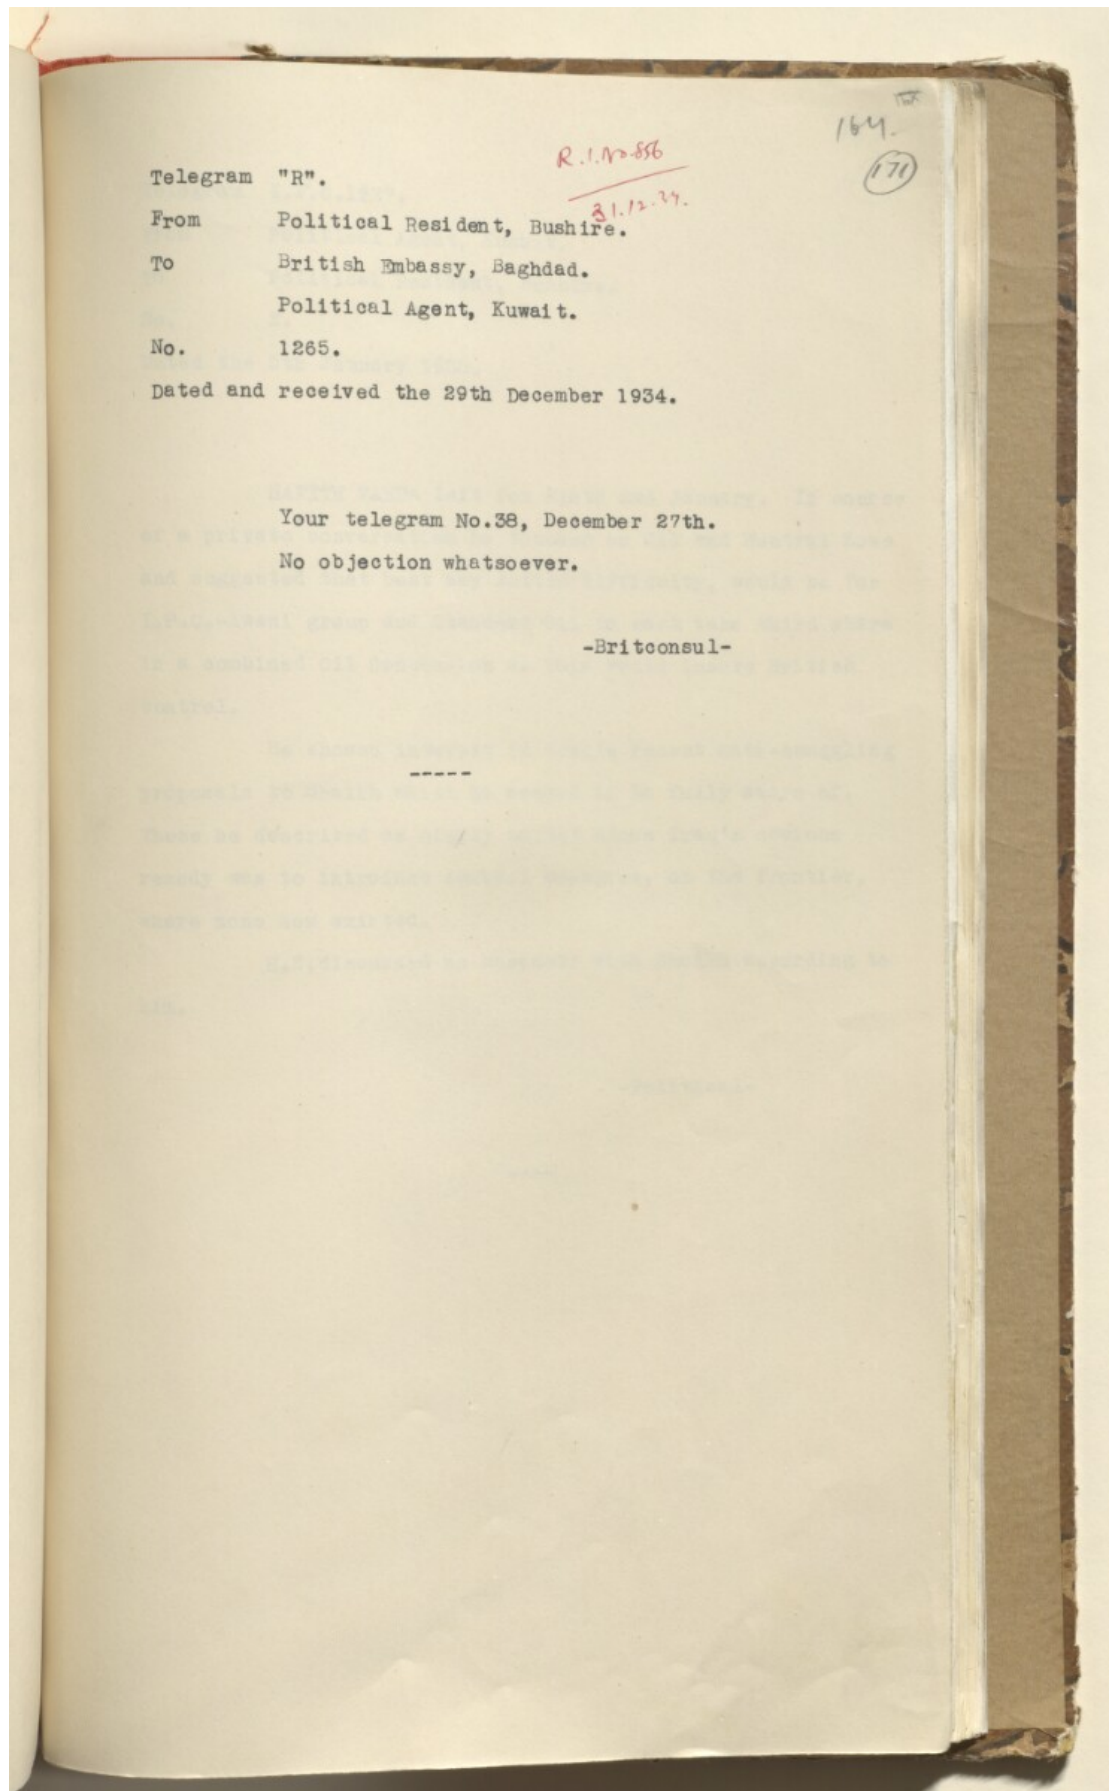 164.
171
R.I.No 856
31.12.34.
Telegram "R".
From Political Resident, Bushire.
To British Embassy, Baghdad.
Political Agent, Kuwait.
No. 1265.
Dated and received the 29th December 1934.
Your telegram No.38, December 27th.
No objection whatsoever.
-Britconsul-
-----